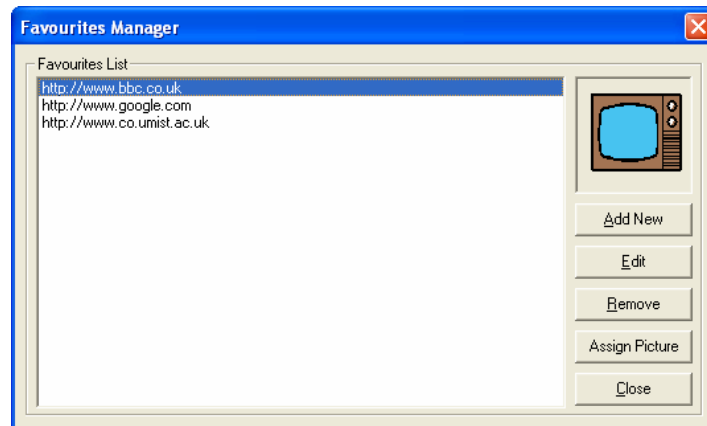 Favourites Manager
Favourites List
http://www.bbc.co.uk
http://www.google.com
http://www.co.umist.ac.uk
Add New
Edit
Remove
Assign Picture
Close